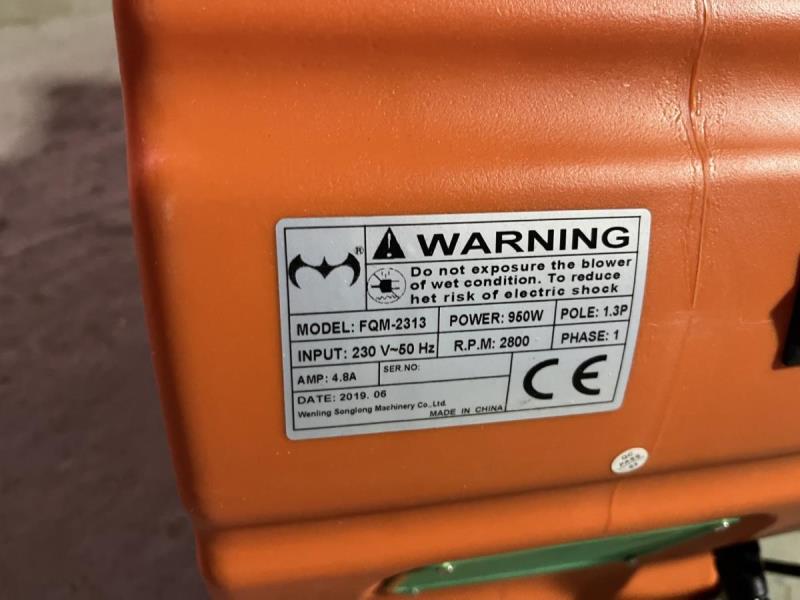 ®
WARNING
Do not exposure the blower
of wet condition. To reduce
het risk of electric shock
MODEL: FQM-2313
POWER: 950W
POLE: 1.3P
INPUT: 230 V~50 Hz
R.P.M: 2800
PHASE: 1
AMP: 4.8A
SER.NO:
CE
DATE: 2019. 06
Wenling Songlong Machinery Co.,Ltd.
MADE IN CHINA
QC
PASS